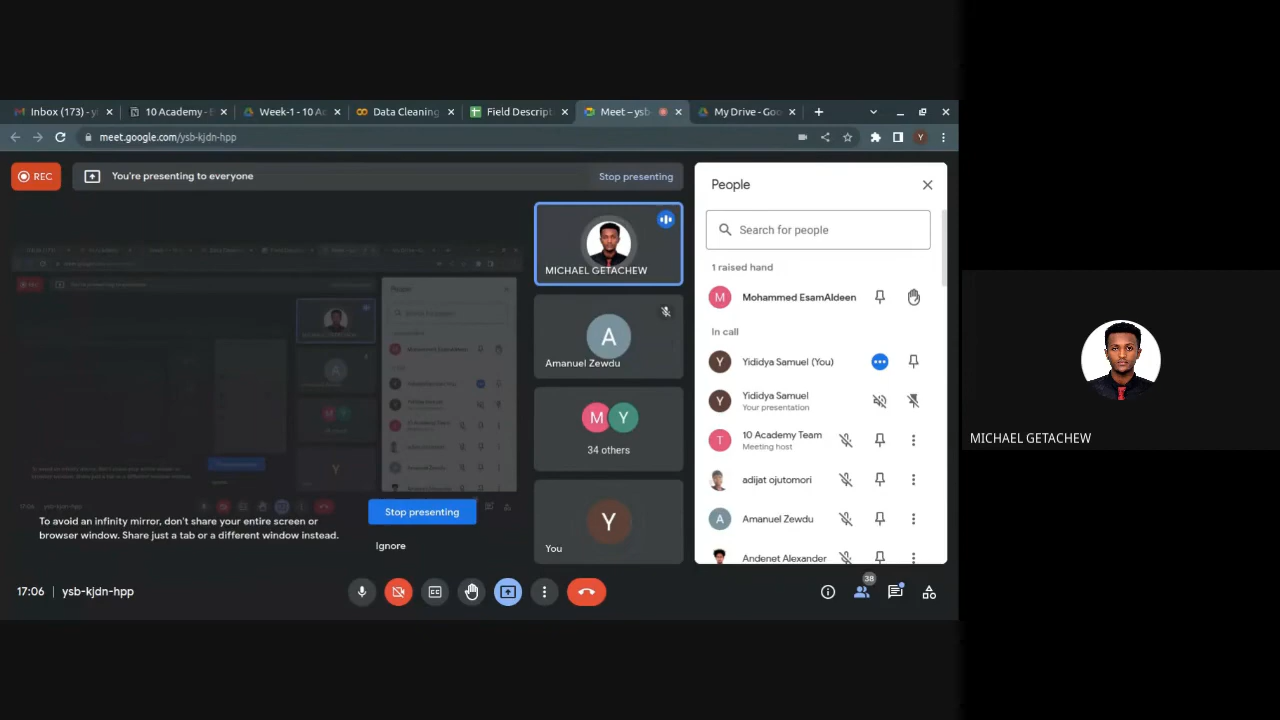 Inbox (173) - y
10 Academy - E
Week-1 - 10 A
Data Cleaning
Field Descript
Meet – ysb
My Drive - Goo
meet.google.com/ysb-kjdn-hpp
REC
You're presenting to everyone
Stop presenting
MICHAEL GETACHEW
A
Amanuel Zewdu
M Y
34 others
Y
You
To avoid an infinity mirror, don't share your entire screen or
browser window. Share just a tab or a different window instead.
Stop presenting
Ignore
People
Search for people
1 raised hand
M Mohammed EsamAldeen
In call
Y Yididya Samuel (You)
Y Yididya Samuel
Your presentation
T 10 Academy Team
Meeting host
adijat ojutomori
A Amanuel Zewdu
Andenet Alexander
17:06 | ysb-kjdn-hpp
38
MICHAEL GETACHEW